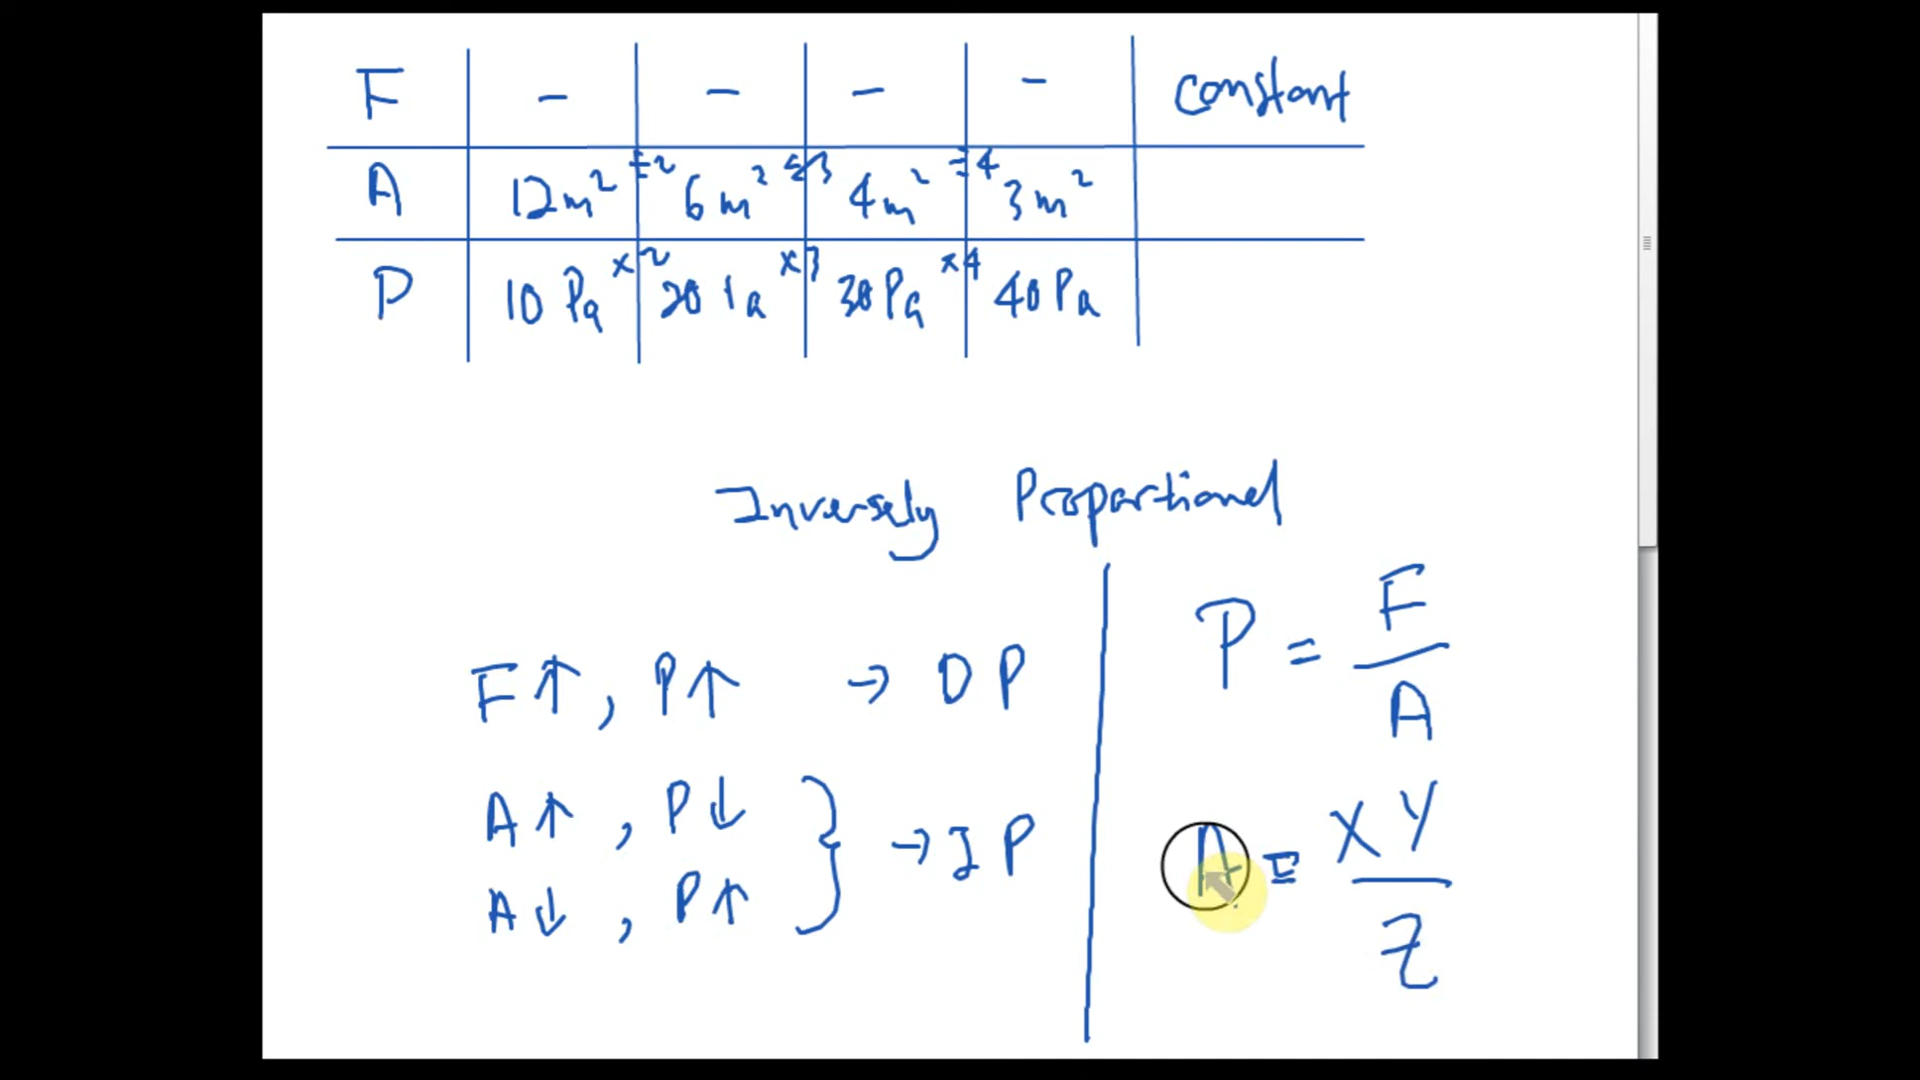 F - - - - constant
A 12m² ÷2 6m² ÷3 4m² ÷4 3m²
P 10 Pa ×2 20 Pa ×3 30 Pa ×4 40 Pa
Inversely Proportional
F↑, P↑ → DP
A↑, P↓
A↓, P↑ } → IP
P = F/A
A = XY/Z